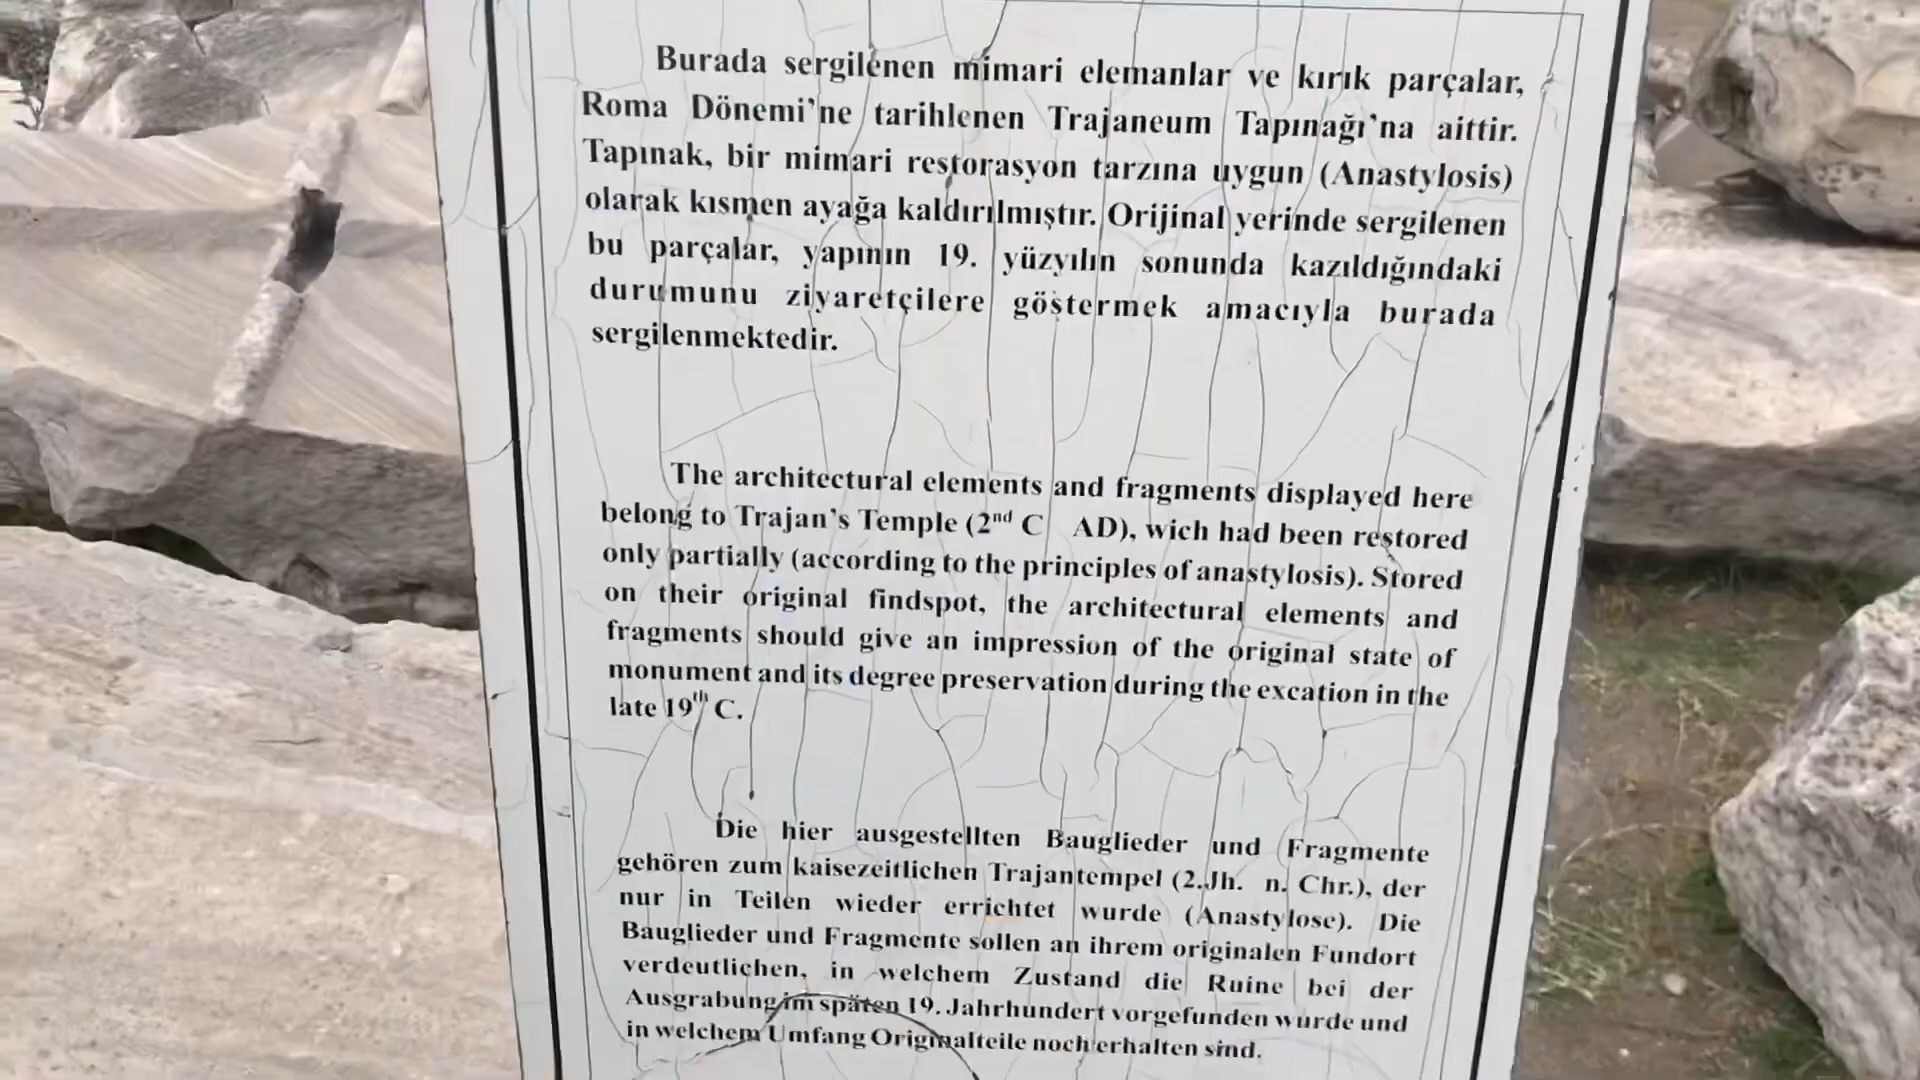 Burada sergilenen mimari elemanlar ve kırık parçalar,
Roma Dönemi'ne tarihlenen Trajaneum Tapınağı'na aittir.
Tapınak, bir mimari restorasyon tarzına uygun (Anastylosis)
olarak kısmen ayağa kaldırılmıştır. Orijinal yerinde sergilenen
bu parçalar, yapının 19. yüzyılın sonunda kazıldığındaki
durumunu ziyaretçilere göstermek amacıyla burada
sergilenmektedir.
The architectural elements and fragments displayed here
belong to Trajan's Temple (2nd C AD), wich had been restored
only partially (according to the principles of anastylosis). Stored
on their original findspot, the architectural elements and
fragments should give an impression of the original state of
monument and its degree preservation during the excation in the
late 19th C.
Die hier ausgestellten Bauglieder und Fragmente
gehören zum kaisezeitlichen Trajantempel (2.Jh. n. Chr.), der
nur in Teilen wieder errichtet wurde (Anastylose). Die
Bauglieder und Fragmente sollen an ihrem originalen Fundort
verdeutlichen, in welchem Zustand die Ruine bei der
Ausgrabung im späten 19. Jahrhundert vorgefunden wurde und
in welchem Umfang Originalteile noch erhalten sind.